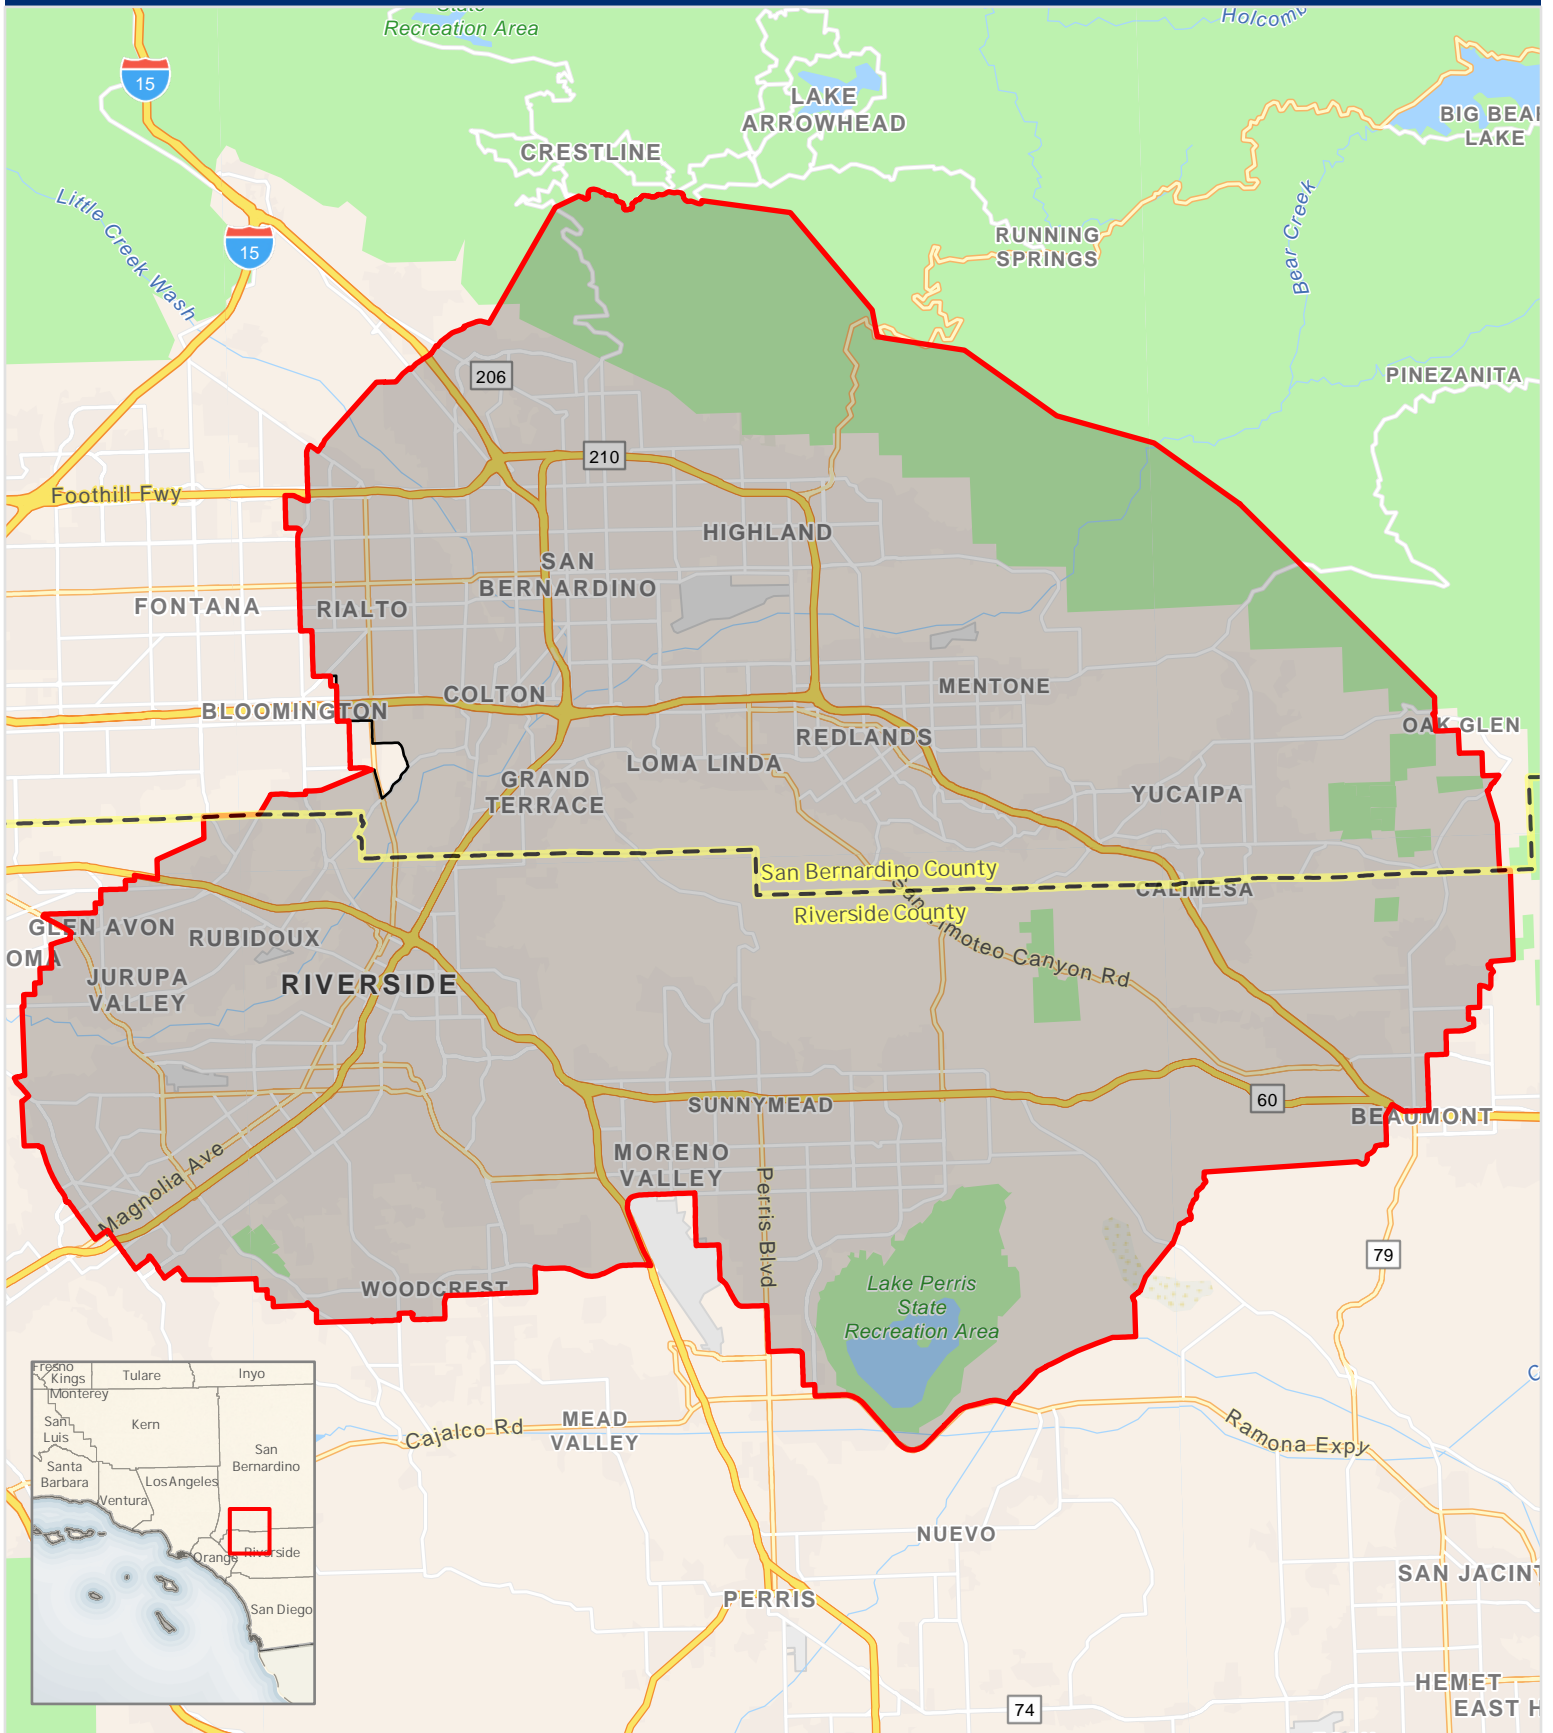 State
Recreation Area
Holcomb
15
LAKE
ARROWHEAD
BIG BEAR
LAKE
CRESTLINE
Little Creek Wash
15
RUNNING
SPRINGS
Bear Creek
206
PINEZANITA
210
Foothill Fwy
HIGHLAND
SAN
BERNARDINO
FONTANA
RIALTO
MENTONE
COLTON
BLOOMINGTON
OAK GLEN
REDLANDS
LOMA LINDA
GRAND
TERRACE
YUCAIPA
San Bernardino County
CALIMESA
Riverside County
San Timoteo Canyon Rd
GLEN AVON
RUBIDOUX
OMA
JURUPA
VALLEY
RIVERSIDE
SUNNYMEAD
60
BEAUMONT
MORENO
VALLEY
Magnolia Ave
Perris Blvd
79
WOODCREST
Lake Perris
State
Recreation Area
C
Fresno
Kings
Tulare
Inyo
Monterey
San
Luis
Kern
San
Bernardino
Santa
Barbara
Los Angeles
Ventura
Orange
Riverside
San Diego
MEAD
VALLEY
Cajalco Rd
Ramona Expy
NUEVO
SAN JACINT
PERRIS
HEMET
EAST H
74